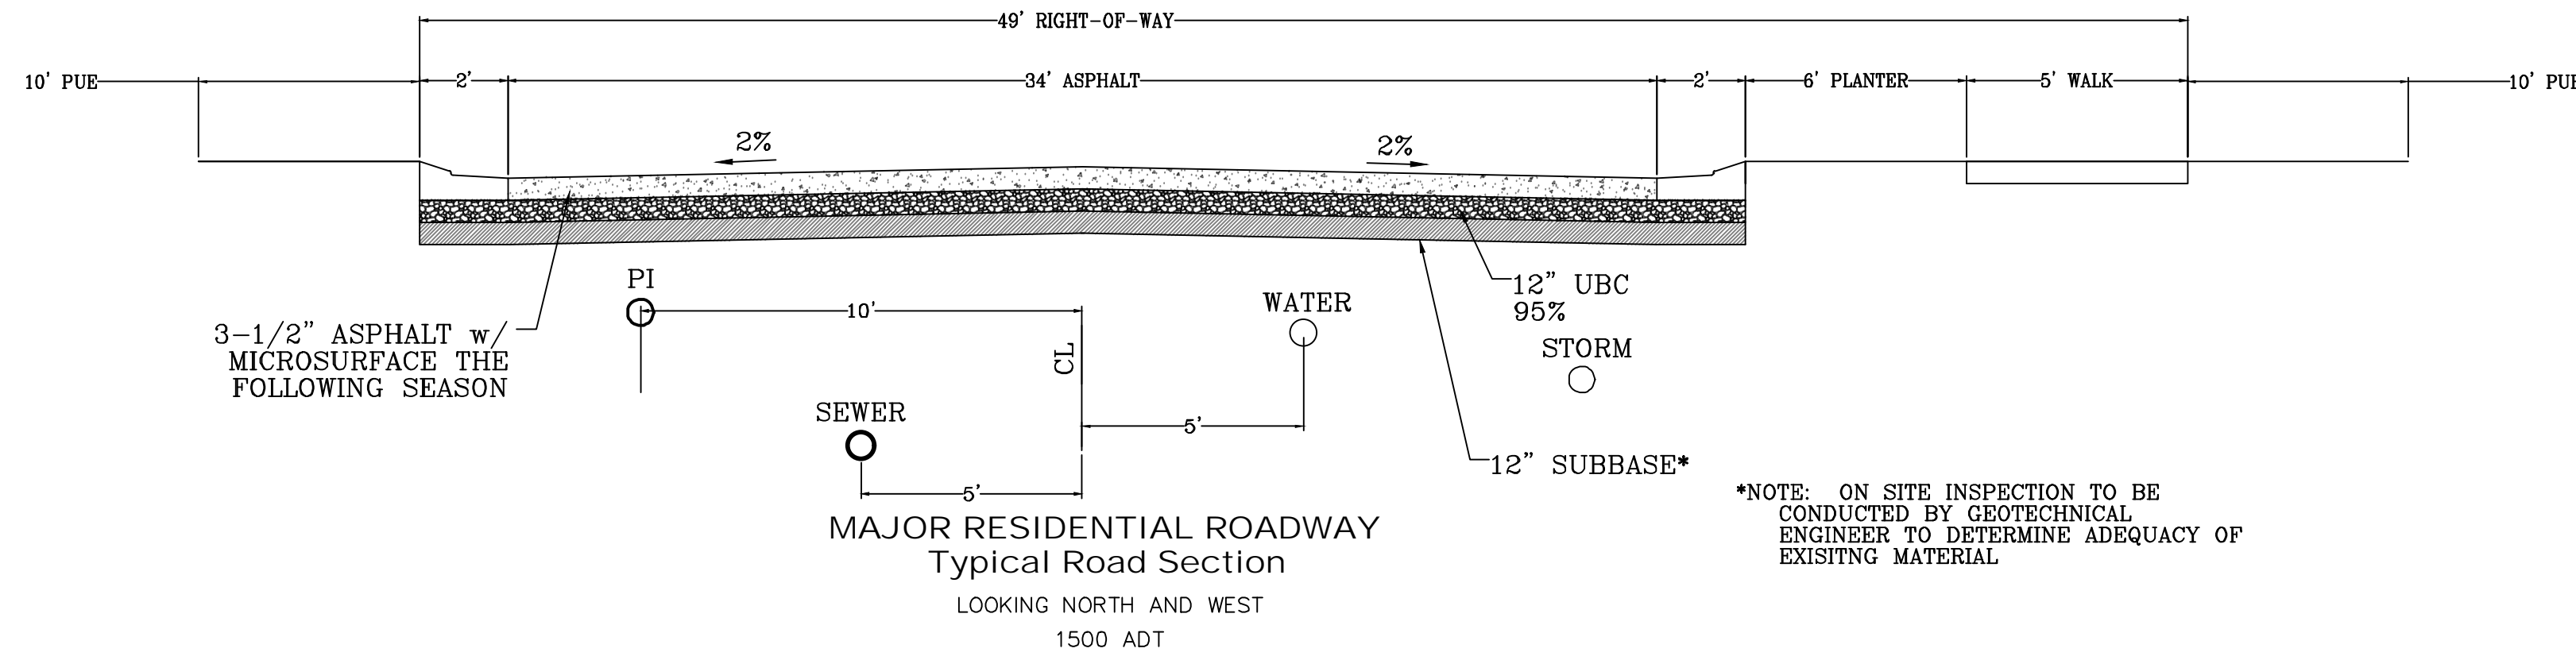 49' RIGHT-OF-WAY
10' PUE
2'
34' ASPHALT
2'
6' PLANTER
5' WALK
10' PUE
2%
2%
PI
10'
12" UBC
95%
WATER
3-1/2" ASPHALT w/
MICROSURFACE THE
FOLLOWING SEASON
CL
STORM
SEWER
5'
12" SUBBASE*
5'
*NOTE: ON SITE INSPECTION TO BE
CONDUCTED BY GEOTECHNICAL
ENGINEER TO DETERMINE ADEQUACY OF
EXISITNG MATERIAL
MAJOR RESIDENTIAL ROADWAY
Typical Road Section
LOOKING NORTH AND WEST
1500 ADT